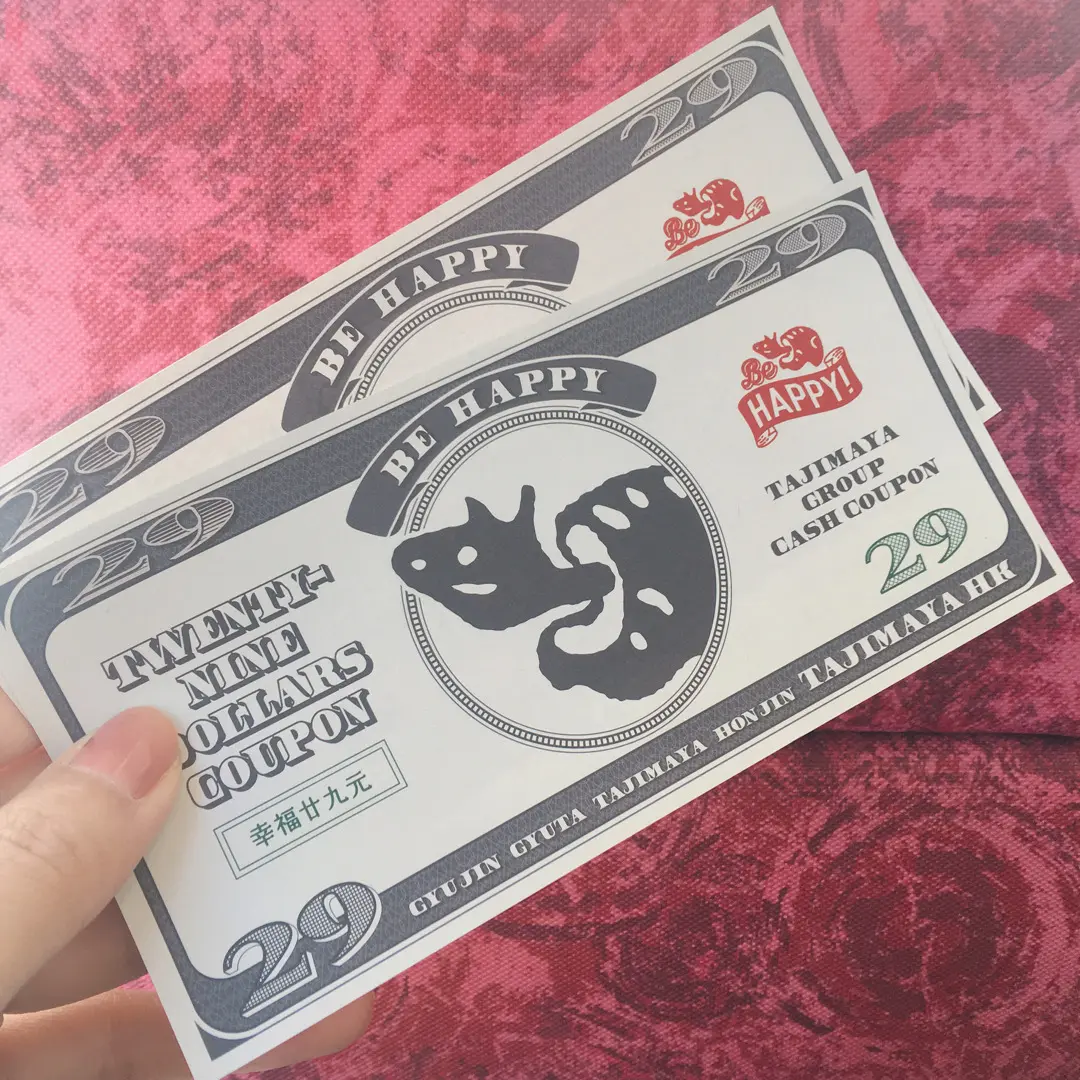 29
BE HAPPY
Be
29
29
BE HAPPY
29
Be
HAPPY!
TAJIMAYA
GROUP
CASH COUPON
29
TWENTY-
NINE
DOLLARS
COUPON
幸福廿九元
29
GYUJIN GYUTA TAJIMAYA HONJIN TAJIMAYA HK